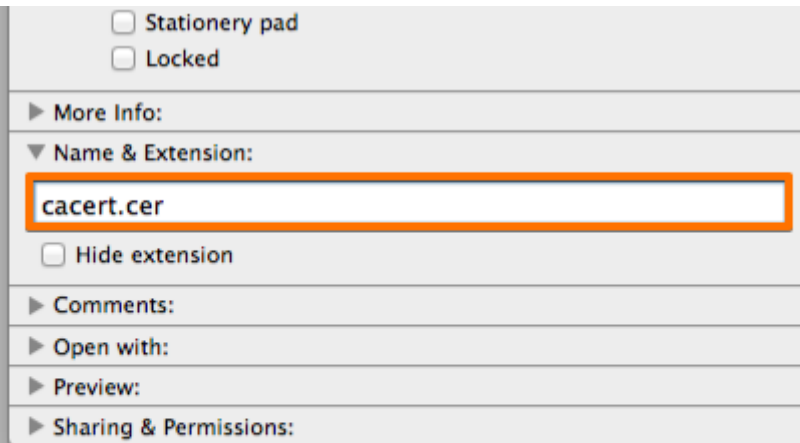 Stationery pad
Locked
More Info:
Name & Extension:
cacert.cer
Hide extension
Comments:
Open with:
Preview:
Sharing & Permissions: